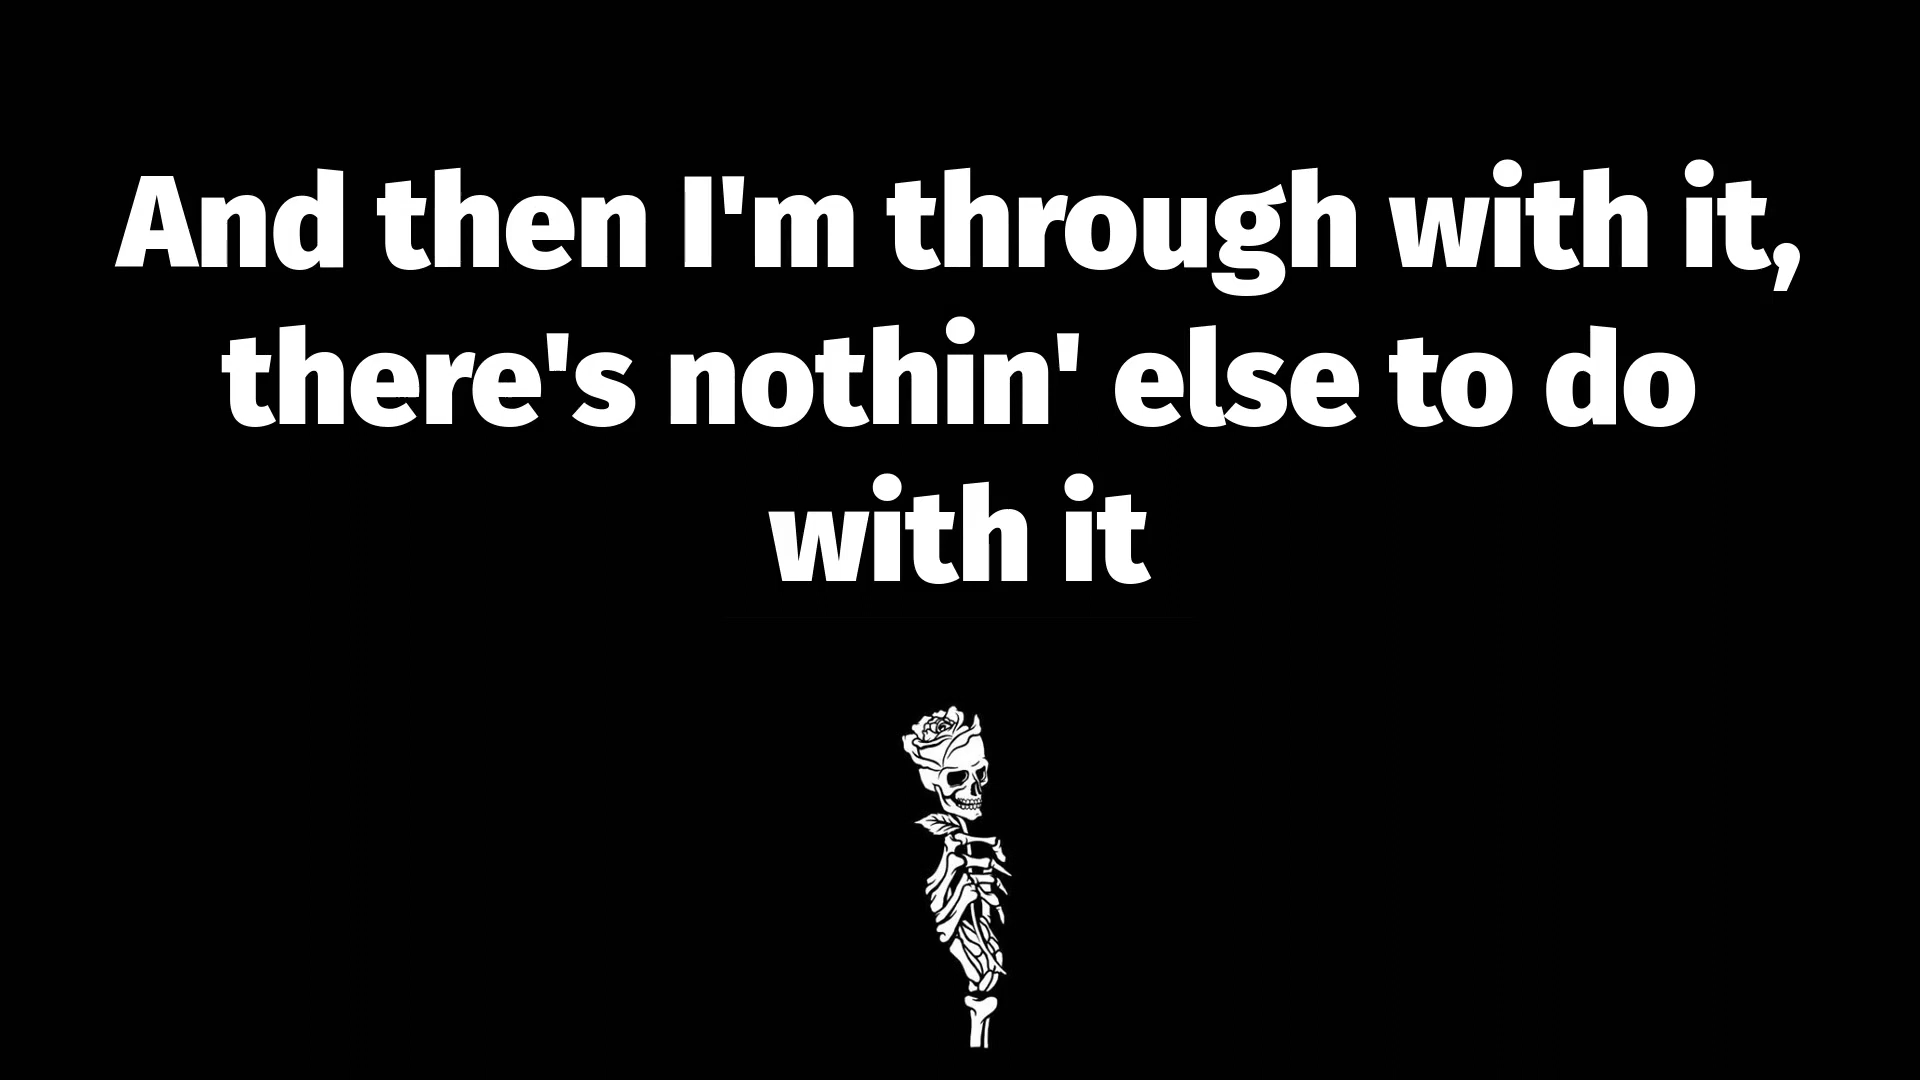 And then I'm through with it,
there's nothin' else to do
with it